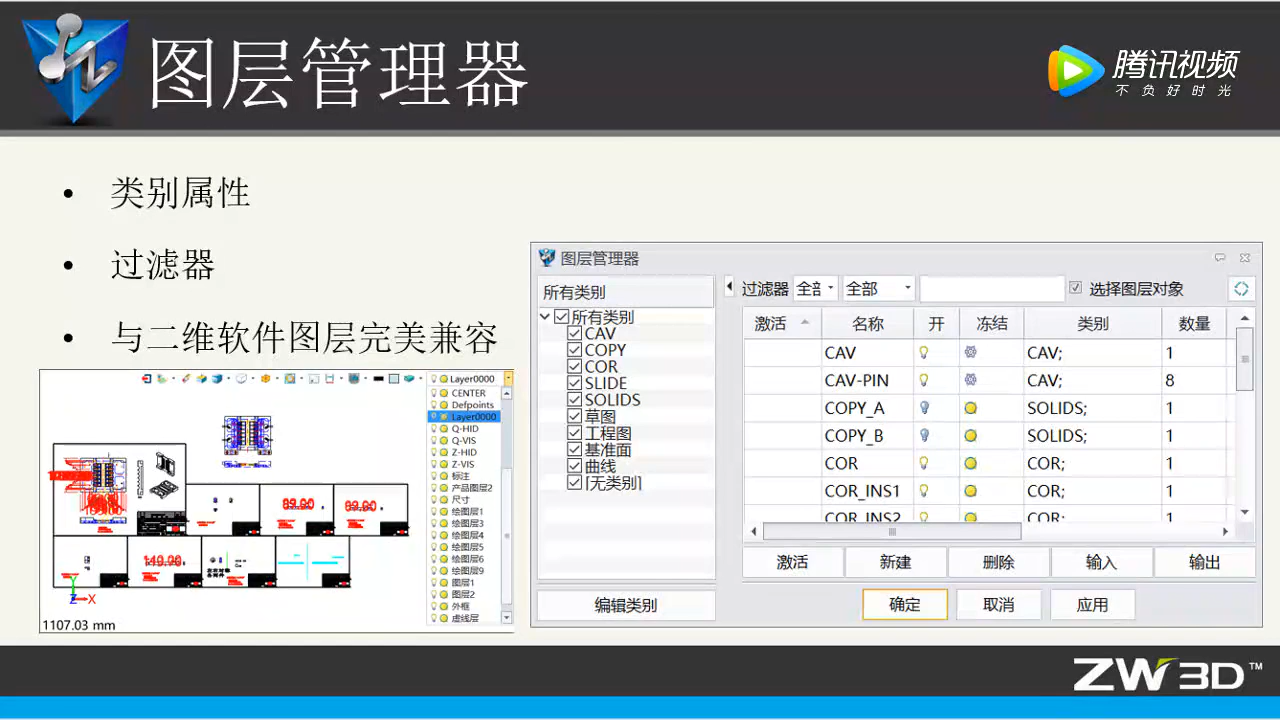 图层管理器
腾讯视频
不负好时光
• 类别属性
• 过滤器
• 与二维软件图层完美兼容
Layer0000
CENTER
Defpoints
Layer0000
Q-HID
Q-VIS
Z-HID
Z-VIS
标注
产品图层2
尺寸
绘图层1
绘图层3
绘图层4
绘图层5
绘图层6
绘图层9
图层1
图层2
外框
虚线层
89.00
89.00
140.00
Y
Z X
1107.03 mm
图层管理器
所有类别
所有类别
CAV
COPY
COR
SLIDE
SOLIDS
草图
工程图
基准面
曲线
[无类别]
编辑类别
过滤器 全部 全部 选择图层对象
激活 名称 开 冻结 类别 数量
CAV CAV; 1
CAV-PIN CAV; 8
COPY_A SOLIDS; 1
COPY_B SOLIDS; 1
COR COR; 1
COR_INS1 COR; 1
COR_INS2 COR; 1
激活 新建 删除 输入 输出
确定 取消 应用
ZW3D™